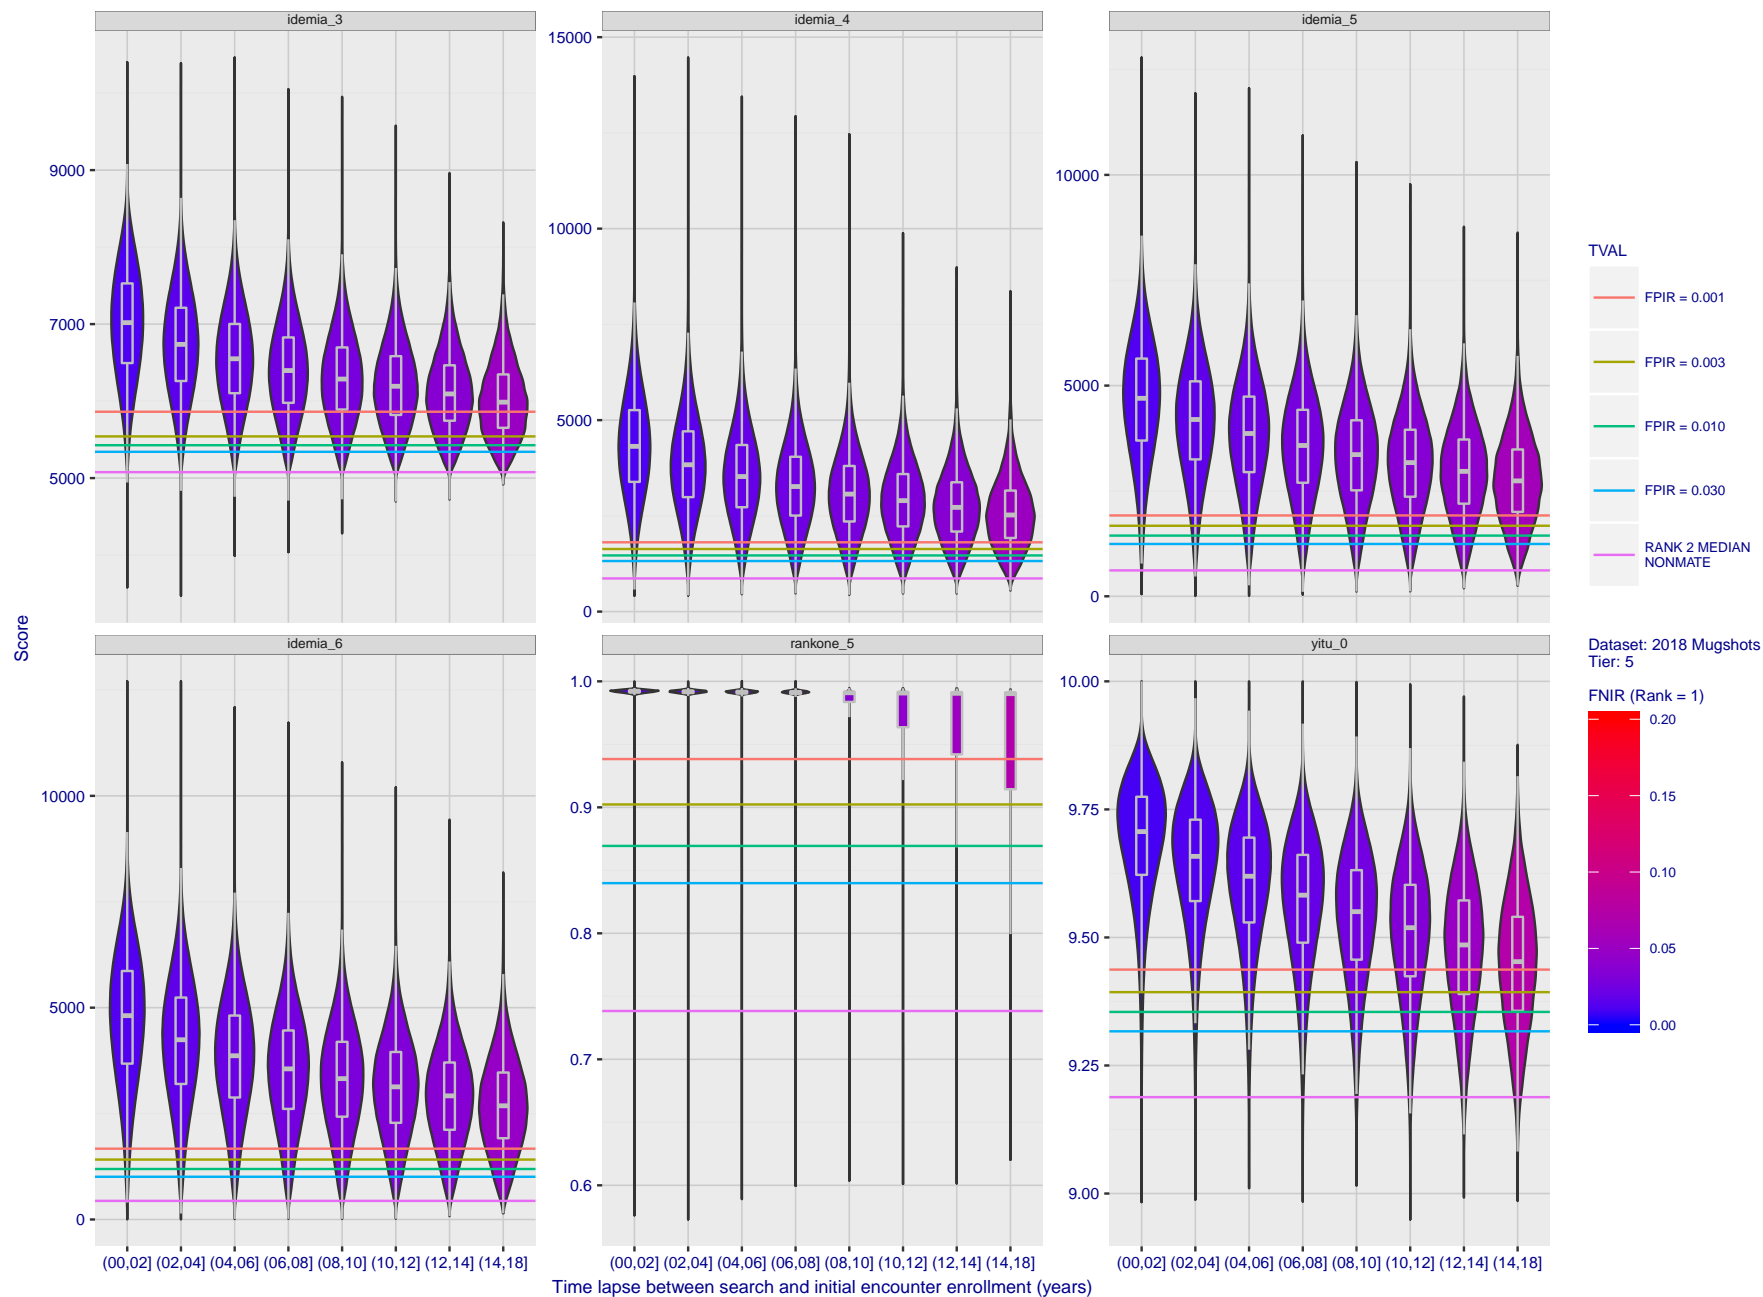 idemia_3
idemia_4
idemia_5
9000
7000
5000
15000
10000
5000
0
10000
5000
0
idemia_6
rankone_5
yitu_0
10000
5000
0
1.0
0.9
0.8
0.7
0.6
10.00
9.75
9.50
9.25
9.00
(00,02] (02,04] (04,06] (06,08] (08,10] (10,12] (12,14] (14,18]
(00,02] (02,04] (04,06] (06,08] (08,10] (10,12] (12,14] (14,18]
(00,02] (02,04] (04,06] (06,08] (08,10] (10,12] (12,14] (14,18]
Time lapse between search and initial encounter enrollment (years)
Score
TVAL
FPIR = 0.001
FPIR = 0.003
FPIR = 0.010
FPIR = 0.030
RANK 2 MEDIAN
NONMATE
Dataset: 2018 Mugshots
Tier: 5
FNIR (Rank = 1)
0.20
0.15
0.10
0.05
0.00